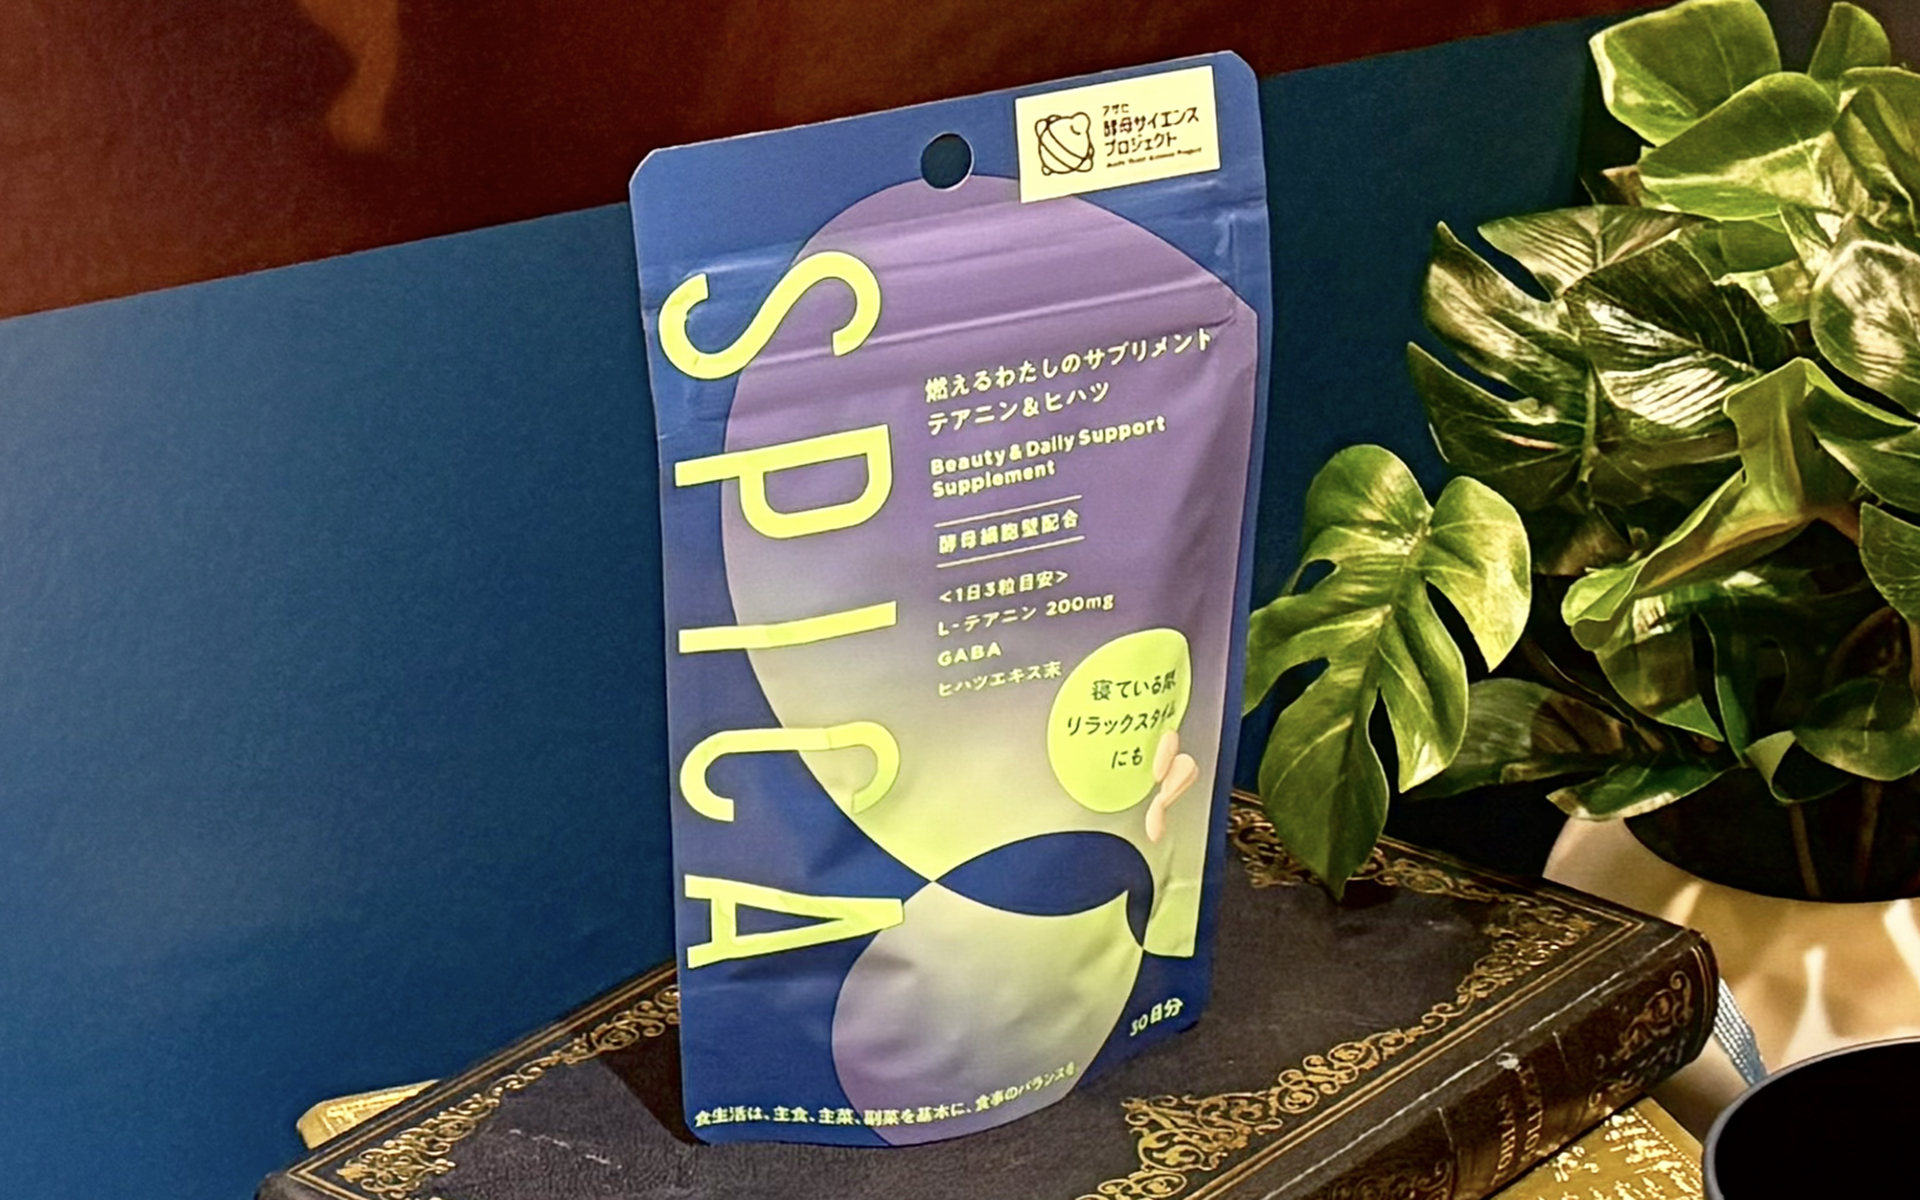 アサヒ
酵母サイエンス
プロジェクト
Asahi Yeast Science Project
SPICA
燃えるわたしのサプリメント
テアニン&ヒハツ
Beauty & Daily Support
Supplement
酵母細胞壁配合
<1日3粒目安>
L-テアニン 200mg
GABA
ヒハツエキス末
寝ている間
リラックスタイム
にも
30日分
食生活は、主食、主菜、副菜を基本に、食事のバランスを